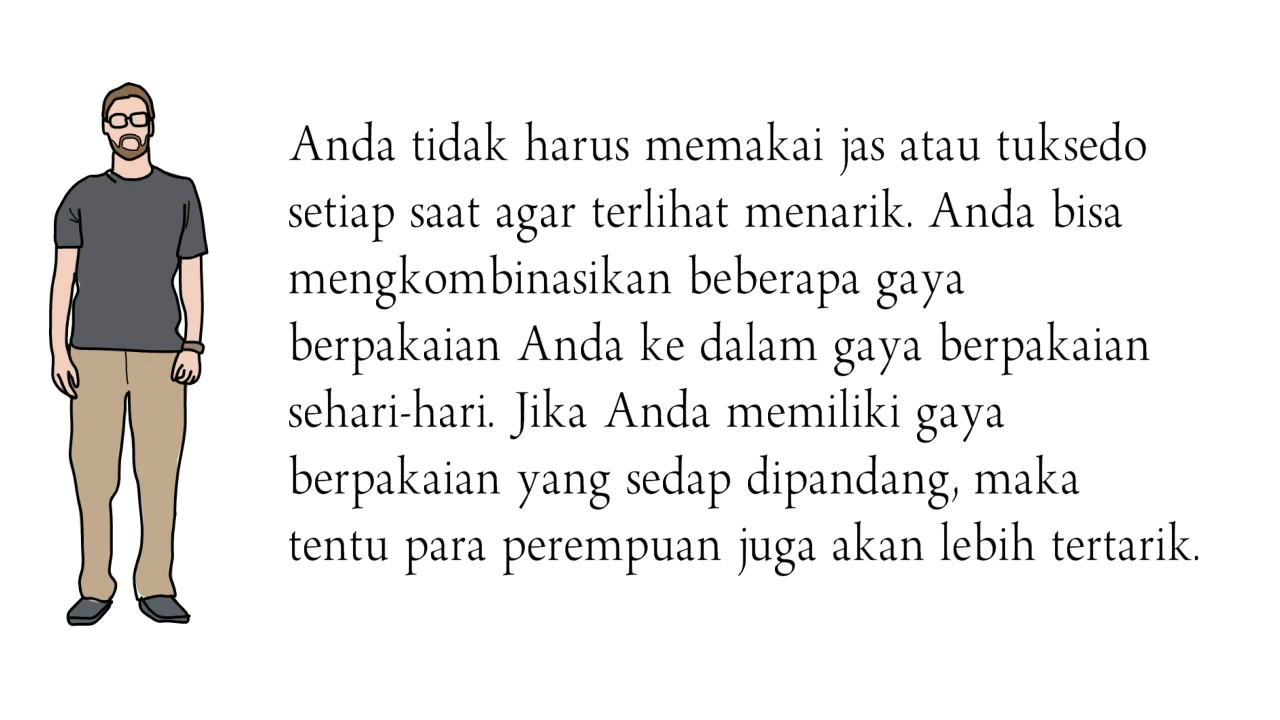 Anda tidak harus memakai jas atau tuksedo
setiap saat agar terlihat menarik. Anda bisa
mengkombinasikan beberapa gaya
berpakaian Anda ke dalam gaya berpakaian
sehari-hari. Jika Anda memiliki gaya
berpakaian yang sedap dipandang, maka
tentu para perempuan juga akan lebih tertarik.